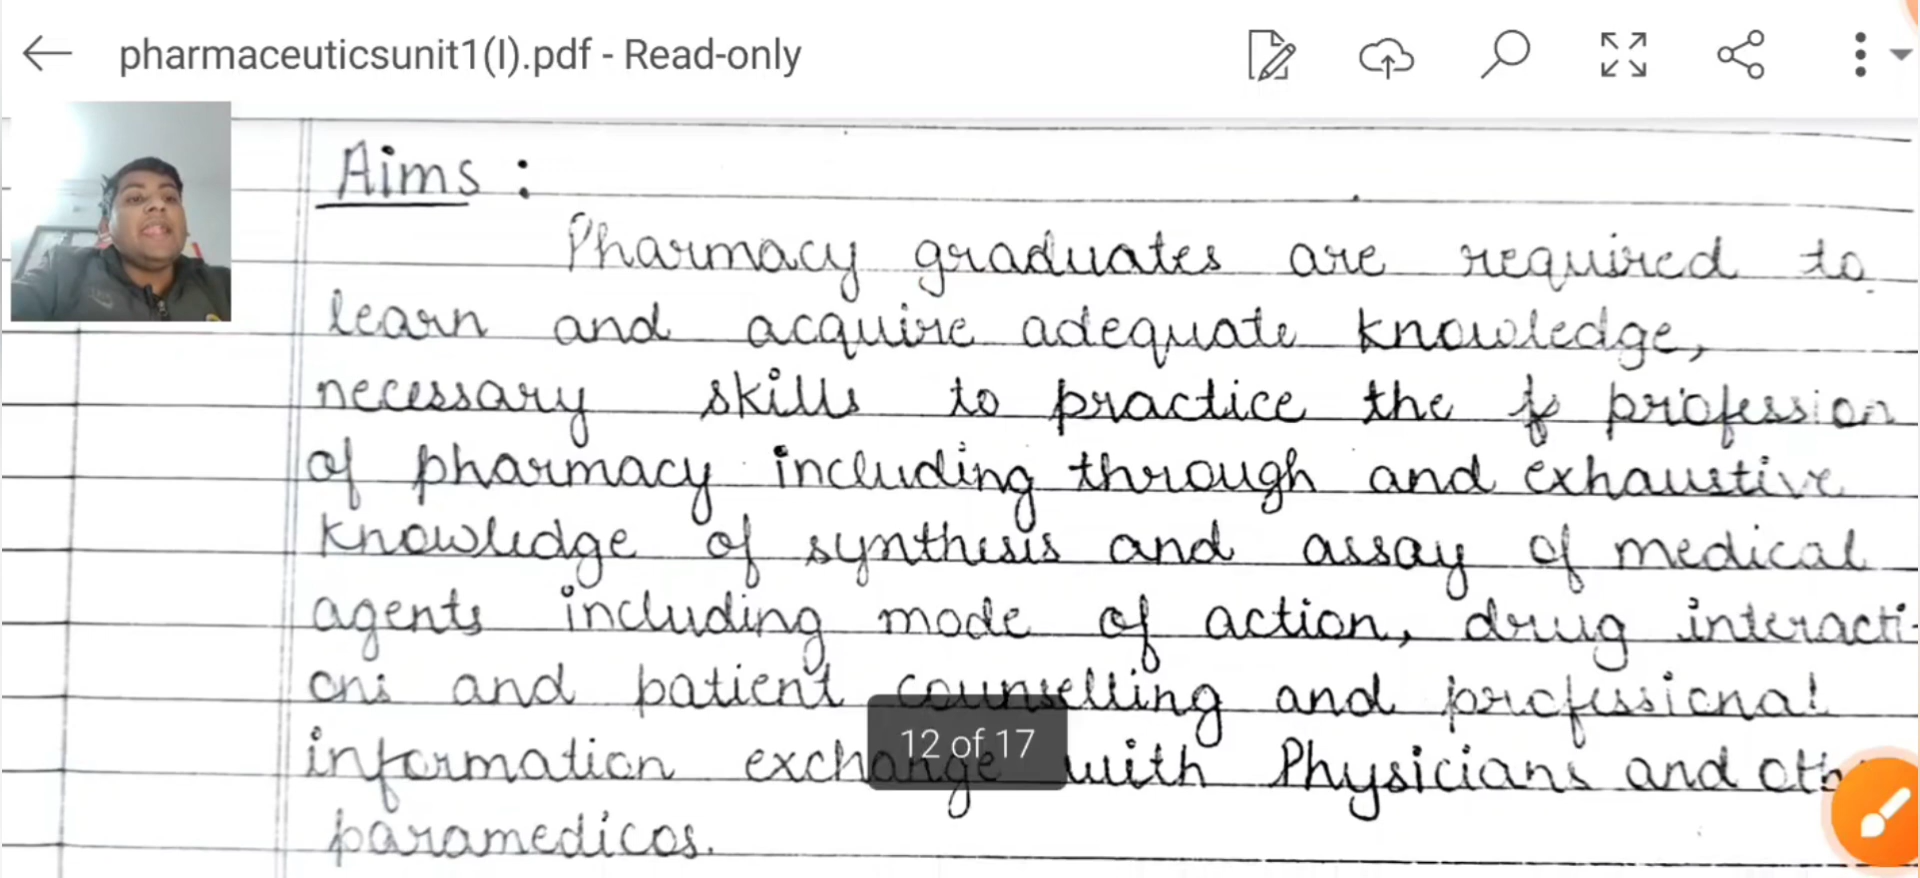 pharmaceuticsunit1(I).pdf - Read-only
Aims :
Pharmacy graduates are required to
learn and acquire adequate knowledge,
necessary skills to practice the profession
of pharmacy including through and exhaustive
knowledge of synthesis and assay of medical
agents including mode of action, drug interacti-
ons and patient counselling and professional
12 of 17
information exchange with Physicians and oth
paramedicos.